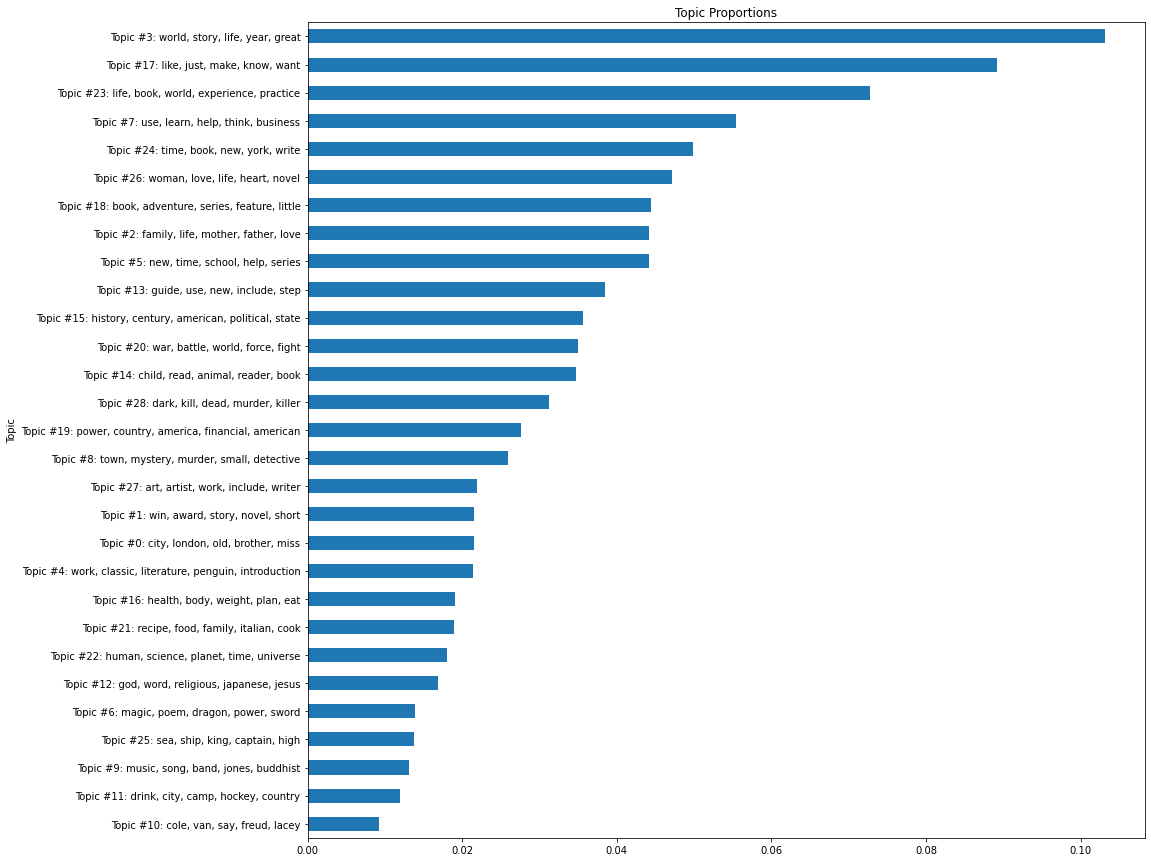 Topic Proportions
Topic #3: world, story, life, year, great
Topic #17: like, just, make, know, want
Topic #23: life, book, world, experience, practice
Topic #7: use, learn, help, think, business
Topic #24: time, book, new, york, write
Topic #26: woman, love, life, heart, novel
Topic #18: book, adventure, series, feature, little
Topic #2: family, life, mother, father, love
Topic #5: new, time, school, help, series
Topic #13: guide, use, new, include, step
Topic #15: history, century, american, political, state
Topic #20: war, battle, world, force, fight
Topic #14: child, read, animal, reader, book
Topic #28: dark, kill, dead, murder, killer
Topic #19: power, country, america, financial, american
Topic #8: town, mystery, murder, small, detective
Topic #27: art, artist, work, include, writer
Topic #1: win, award, story, novel, short
Topic #0: city, london, old, brother, miss
Topic #4: work, classic, literature, penguin, introduction
Topic #16: health, body, weight, plan, eat
Topic #21: recipe, food, family, italian, cook
Topic #22: human, science, planet, time, universe
Topic #12: god, word, religious, japanese, jesus
Topic #6: magic, poem, dragon, power, sword
Topic #25: sea, ship, king, captain, high
Topic #9: music, song, band, jones, buddhist
Topic #11: drink, city, camp, hockey, country
Topic #10: cole, van, say, freud, lacey
Topic
0.00 0.02 0.04 0.06 0.08 0.10